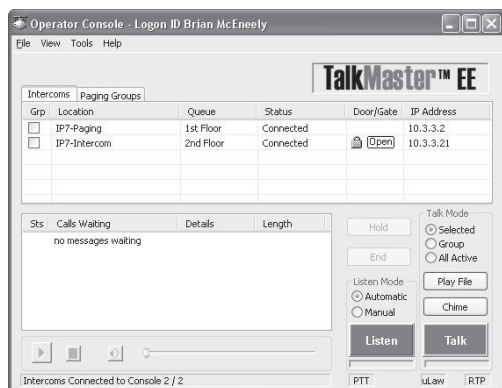 Operator Console - Logon ID Brian McEneely
File View Tools Help
TalkMaster™ EE
Intercoms Paging Groups
Grp Location Queue Status Door/Gate IP Address
IP7-Paging 1st Floor Connected 10.3.3.2
IP7-Intercom 2nd Floor Connected Open 10.3.3.21
Sts Calls Waiting Details Length
no messages waiting
Hold
End
Talk Mode
Selected
Group
All Active
Listen Mode
Automatic
Manual
Play File
Chime
Listen
Talk
Intercoms Connected to Console 2 / 2
PTT uLaw RTP